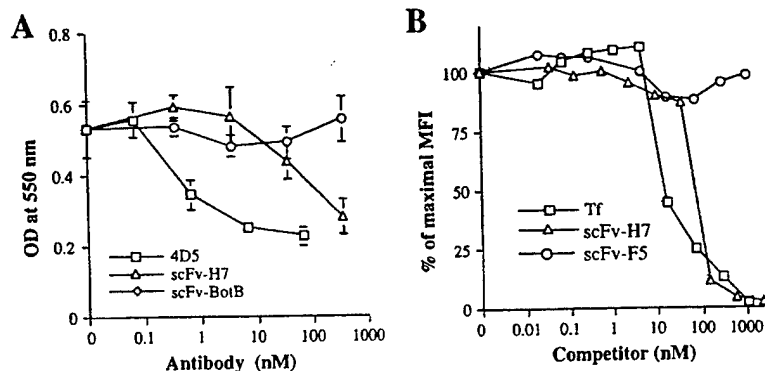 A
OD at 550 nm
0.8
0.6
0.4
0.2
0
4D5
scFv-H7
scFv-BotB
0 0.1 1 10 100 1000
Antibody (nM)
B
% of maximal MFI
100
75
50
25
0
Tf
scFv-H7
scFv-F5
0 0.01 0.1 1 10 100 1000
Competitor (nM)